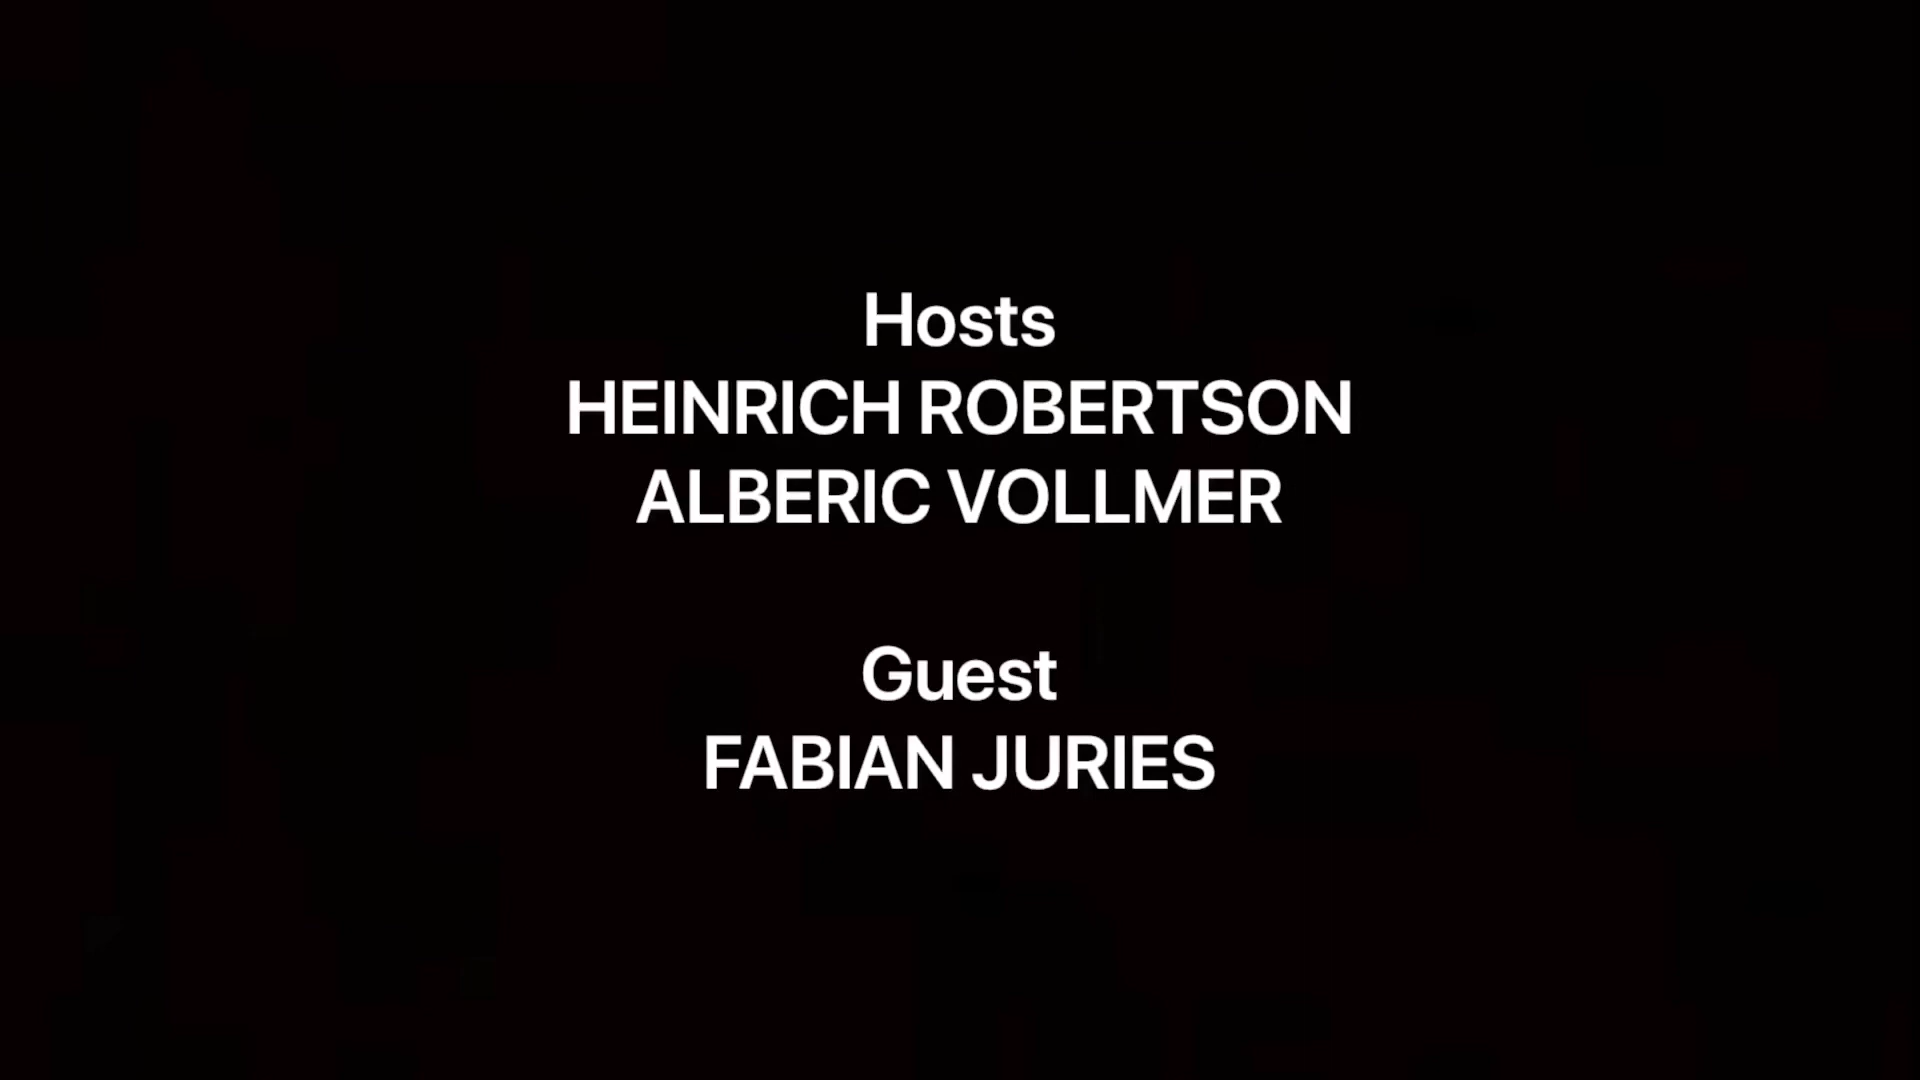 Hosts
HEINRICH ROBERTSON
ALBERIC VOLLMER
Guest
FABIAN JURIES